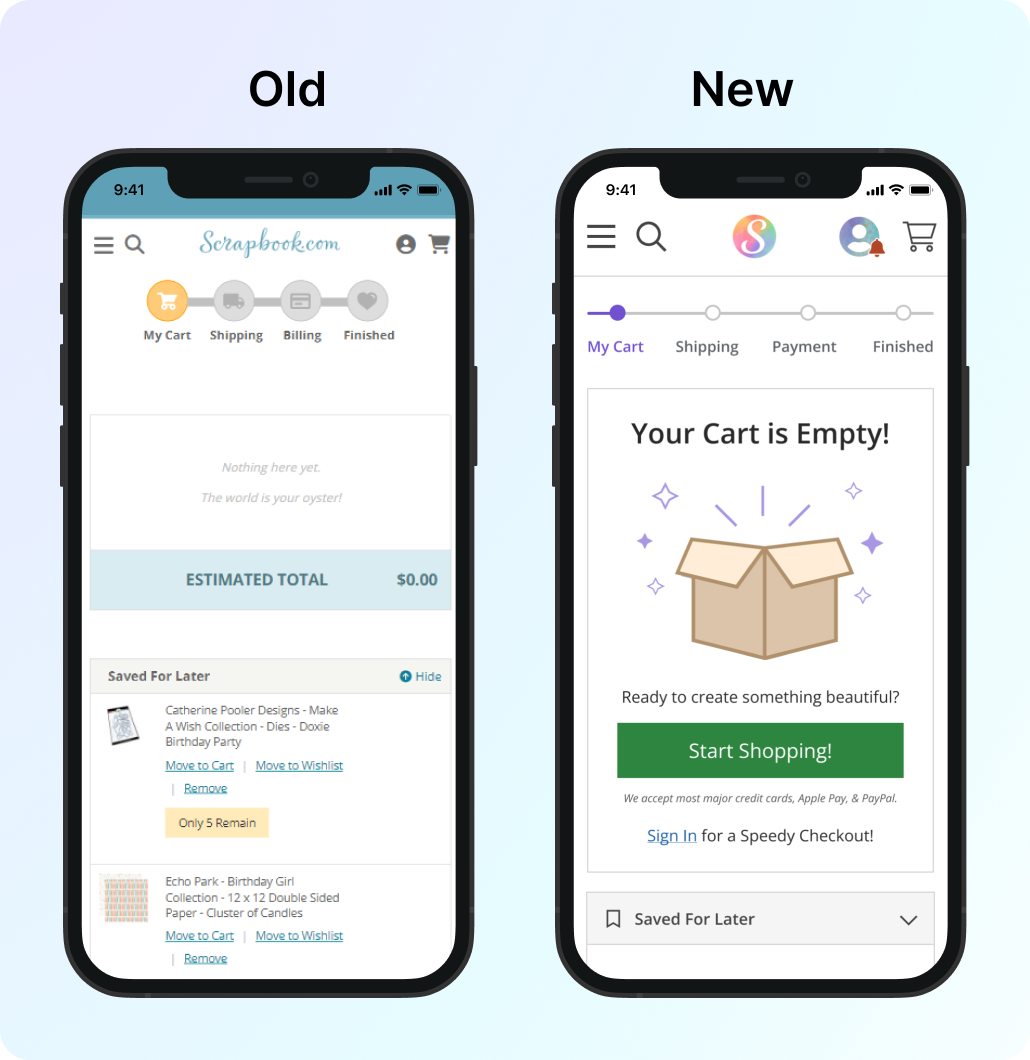 Old
New
9:41
Scrapbook.com
My Cart
Shipping
Billing
Finished
Nothing here yet.
The world is your oyster!
ESTIMATED TOTAL $0.00
Saved For Later
Hide
Catherine Pooler Designs - Make
A Wish Collection - Dies - Doxie
Birthday Party
Move to Cart | Move to Wishlist
| Remove
Only 5 Remain
Echo Park - Birthday Girl
Collection - 12 x 12 Double Sided
Paper - Cluster of Candles
Move to Cart | Move to Wishlist
| Remove
9:41
S
My Cart
Shipping
Payment
Finished
Your Cart is Empty!
Ready to create something beautiful?
Start Shopping!
We accept most major credit cards, Apple Pay, & PayPal.
Sign In for a Speedy Checkout!
Saved For Later